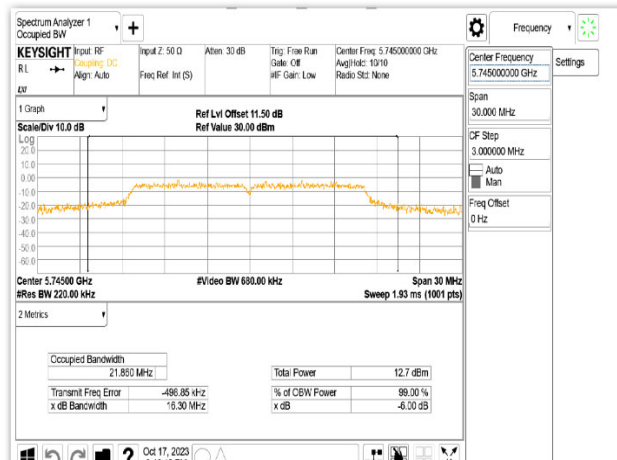 Spectrum Analyzer 1
Occupied BW
+
Frequency
KEYSIGHT
RL
Input: RF
Coupling: DC
Align: Auto
Input Z: 50 Ω
Freq Ref: Int (S)
Atten: 30 dB
Trig: Free Run
Gate: Off
#IF Gain: Low
Center Freq: 5.745000000 GHz
Avg|Hold: 10/10
Radio Std: None
Center Frequency
5.745000000 GHz
Settings
Span
30.000 MHz
CF Step
3.000000 MHz
Auto
Man
Freq Offset
0 Hz
1 Graph
Scale/Div 10.0 dB
Ref Lvl Offset 11.50 dB
Ref Value 30.00 dBm
Log
20.0
10.0
0.00
-10.0
-20.0
-30.0
-40.0
-50.0
-60.0
Center 5.74500 GHz
#Res BW 220.00 kHz
#Video BW 680.00 kHz
Span 30 MHz
Sweep 1.93 ms (1001 pts)
2 Metrics
Occupied Bandwidth
21.860 MHz
Total Power 12.7 dBm
Transmit Freq Error -496.85 kHz
% of OBW Power 99.00 %
x dB Bandwidth 16.30 MHz
x dB -6.00 dB
?
Oct 17, 2023